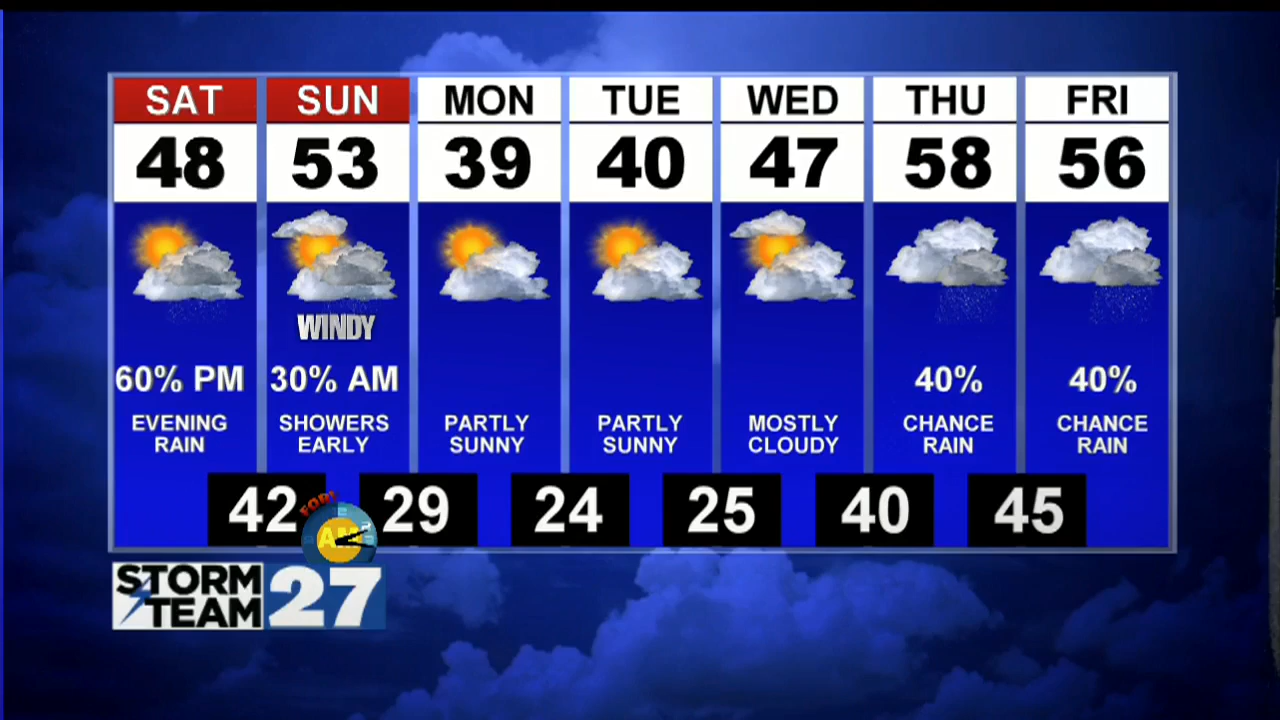 SAT SUN MON TUE WED THU FRI
48 53 39 40 47 58 56
WINDY
60% PM 30% AM 40% 40%
EVENING SHOWERS PARTLY PARTLY MOSTLY CHANCE CHANCE
RAIN EARLY SUNNY SUNNY CLOUDY RAIN RAIN
42 29 24 25 40 45
FOR!
AM
STORM
TEAM
27